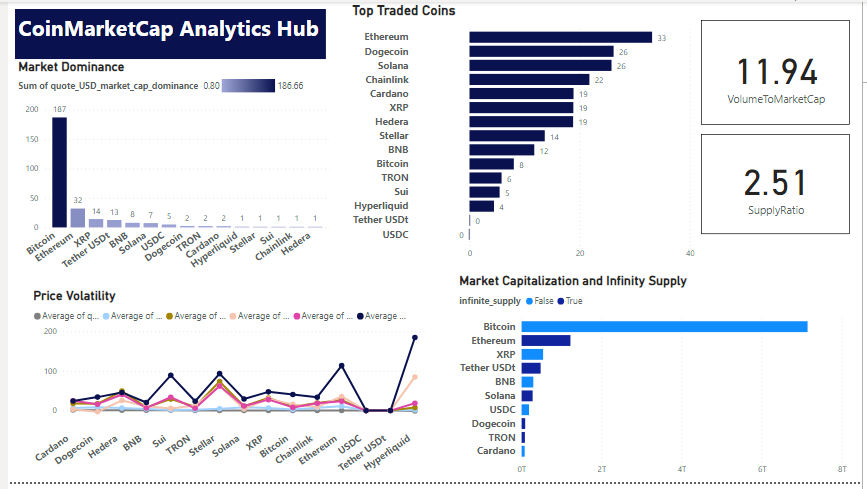 CoinMarketCap Analytics Hub
Market Dominance
Sum of quote_USD_market_cap_dominance 0.80 186.66
200
150
100
50
0
187
32
14
13
8
7
5
2
2
2
1
1
1
1
1
Bitcoin
Ethereum
XRP
Tether USDt
BNB
Solana
USDC
Dogecoin
TRON
Cardano
Hyperliquid
Stellar
Sui
Chainlink
Hedera
Top Traded Coins
Ethereum 33
Dogecoin 26
Solana 26
Chainlink 22
Cardano 19
XRP 19
Hedera 19
Stellar 14
BNB 12
Bitcoin 8
TRON 6
Sui 5
Hyperliquid 4
Tether USDt 0
USDC 0
0 20 40
11.94
VolumeToMarketCap
2.51
SupplyRatio
Price Volatility
Average of q... Average of ... Average of ... Average of ... Average of ... Average ...
200
100
0
Cardano
Dogecoin
Hedera
BNB
Sui
TRON
Stellar
Solana
XRP
Bitcoin
Chainlink
Ethereum
USDC
Tether USDt
Hyperliquid
Market Capitalization and Infinity Supply
infinite_supply False True
Bitcoin
Ethereum
XRP
Tether USDt
BNB
Solana
USDC
Dogecoin
TRON
Cardano
0T 2T 4T 6T 8T